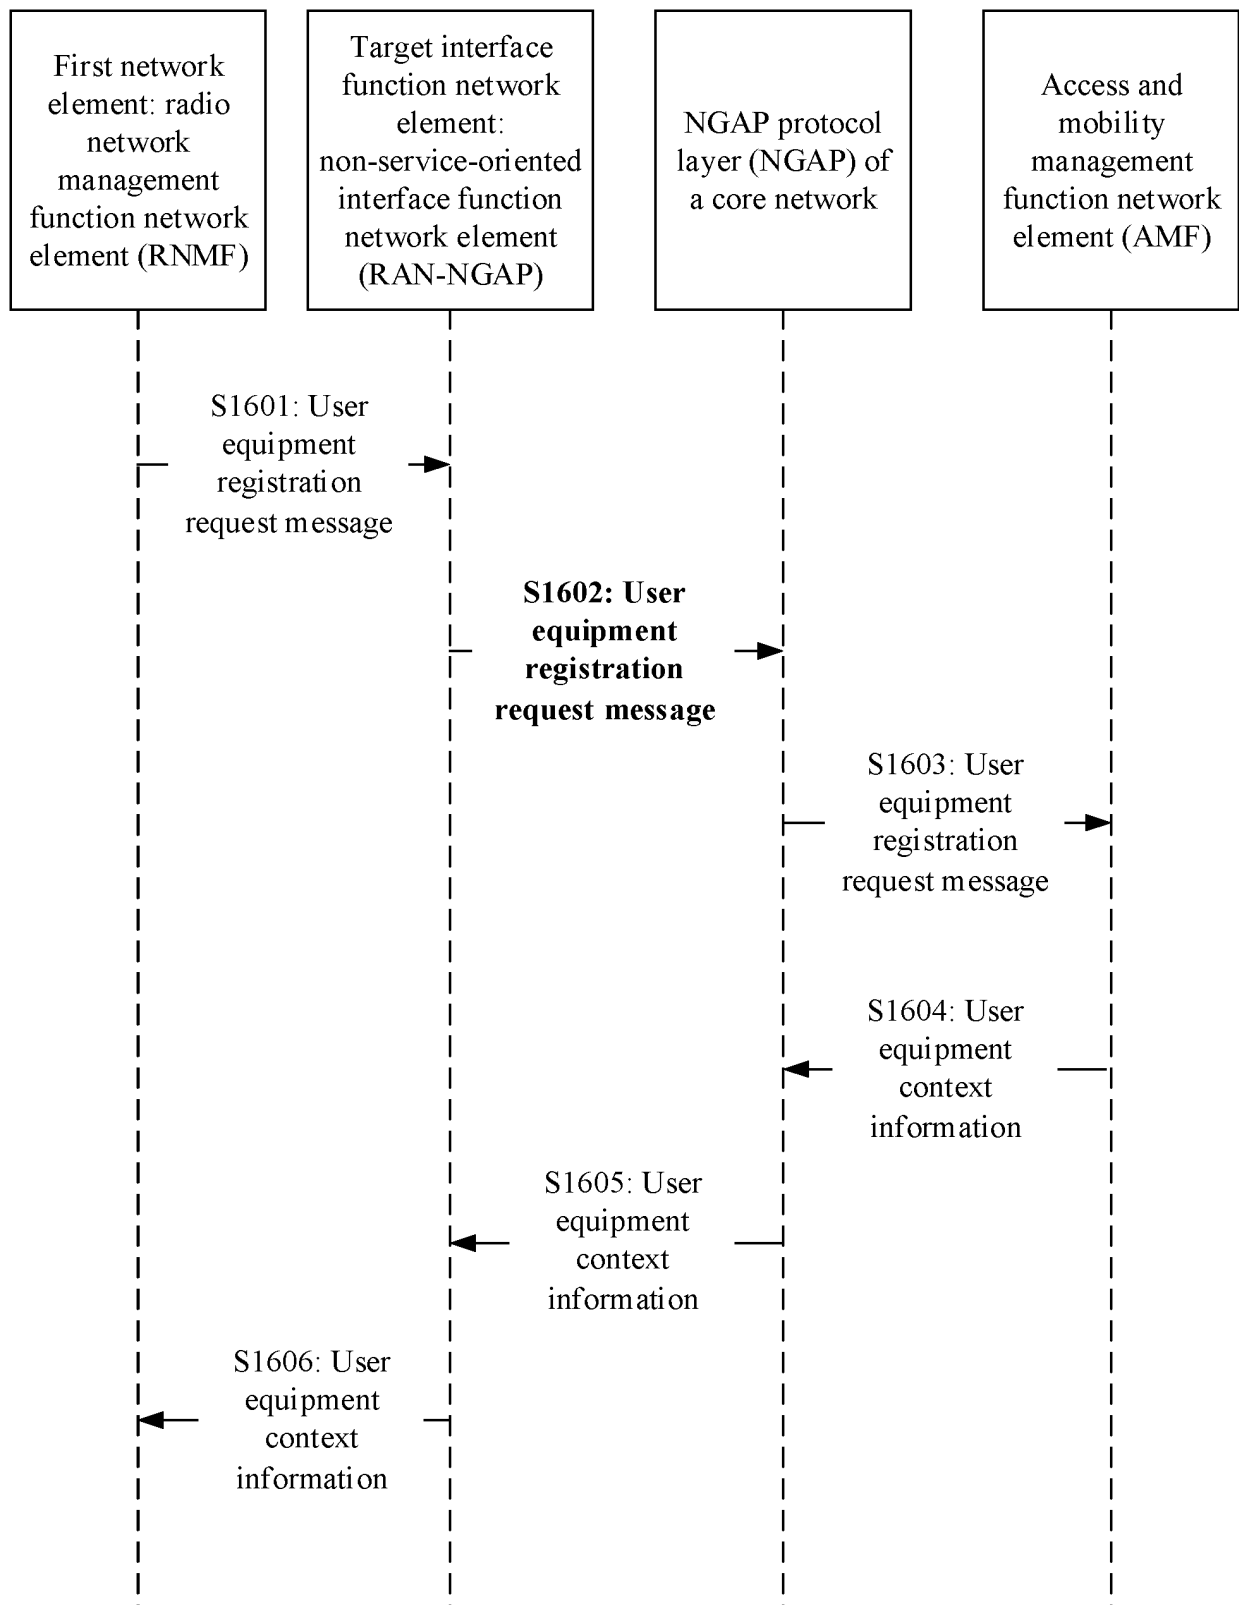 First network
element: radio
network
management
function network
element (RNMF)
Target interface
function network
element:
non-service-oriented
interface function
network element
(RAN-NGAP)
NGAP protocol
layer (NGAP) of
a core network
Access and
mobility
management
function network
element (AMF)
S1601: User
equipment
registration
request message
S1602: User
equipment
registration
request message
S1603: User
equipment
registration
request message
S1604: User
equipment
context
information
S1605: User
equipment
context
information
S1606: User
equipment
context
information